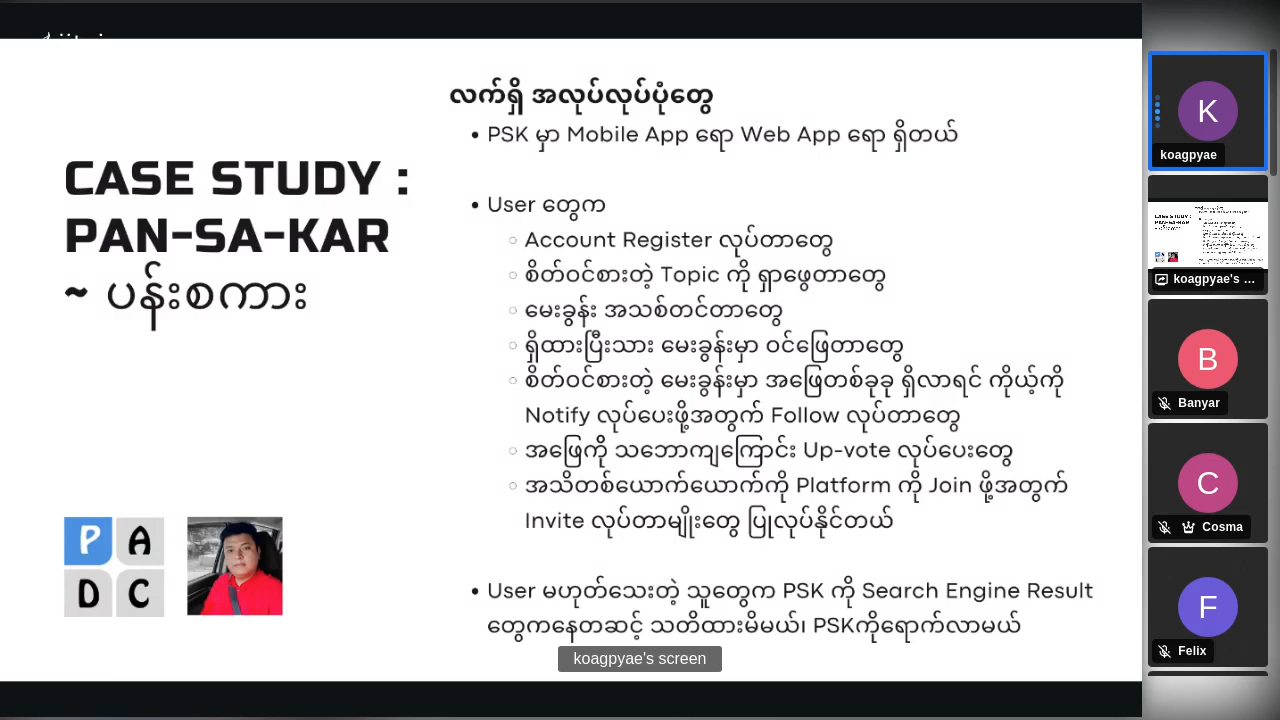 CASE STUDY :
PAN-SA-KAR
~ ပန်းစကား
P A
D C
လက်ရှိ အလုပ်လုပ်ပုံတွေ
• PSK မှာ Mobile App ရော Web App ရော ရှိတယ်
• User တွေက
○ Account Register လုပ်တာတွေ
○ စိတ်ဝင်စားတဲ့ Topic ကို ရှာဖွေတာတွေ
○ မေးခွန်း အသစ်တင်တာတွေ
○ ရှိထားပြီးသား မေးခွန်းမှာ ဝင်ဖြေတာတွေ
○ စိတ်ဝင်စားတဲ့ မေးခွန်းမှာ အဖြေတစ်ခုခု ရှိလာရင် ကိုယ့်ကို
Notify လုပ်ပေးဖို့အတွက် Follow လုပ်တာတွေ
○ အဖြေကို သဘောကျကြောင်း Up-vote လုပ်ပေးတွေ
○ အသိတစ်ယောက်ယောက်ကို Platform ကို Join ဖို့အတွက်
Invite လုပ်တာမျိုးတွေ ပြုလုပ်နိုင်တယ်
• User မဟုတ်သေးတဲ့ သူတွေက PSK ကို Search Engine Result
တွေကနေတဆင့် သတိထားမိမယ်၊ PSKကိုရောက်လာမယ်
koagpyae's screen
K
koagpyae
CASE STUDY :
PAN-SA-KAR
koagpyae's ...
B
Banyar
C
Cosma
F
Felix